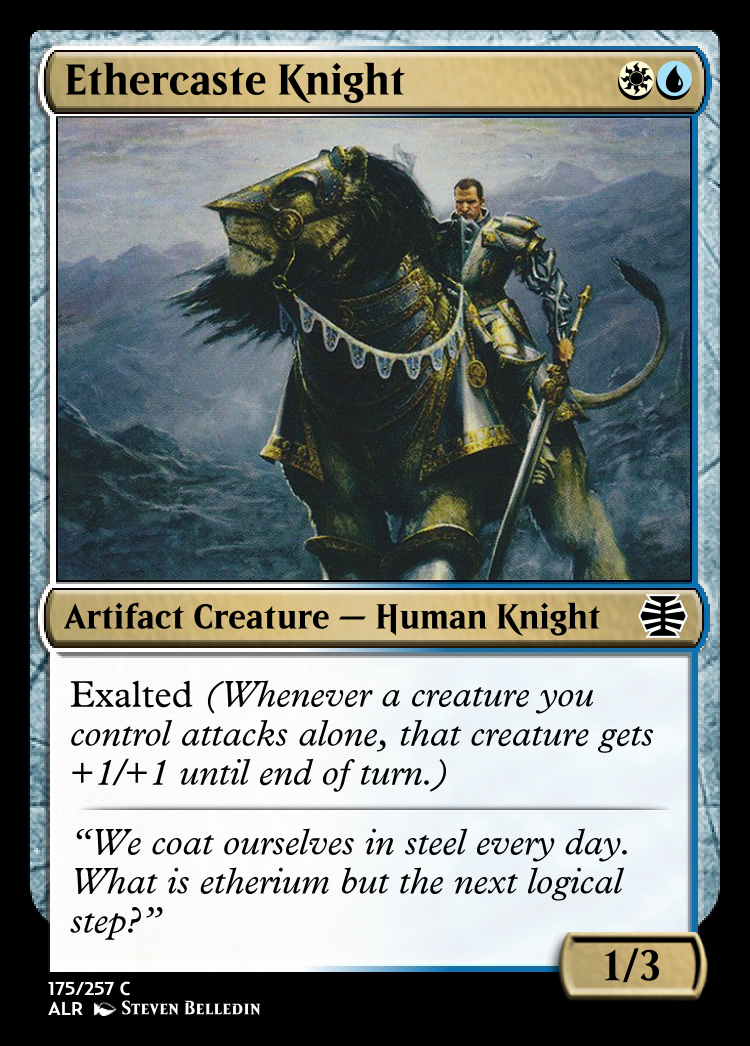 Ethercaste Knight
Artifact Creature — Human Knight
Exalted (Whenever a creature you
control attacks alone, that creature gets
+1/+1 until end of turn.)
“We coat ourselves in steel every day.
What is etherium but the next logical
step?”
1/3
175/257 C
ALR Steven Belledin